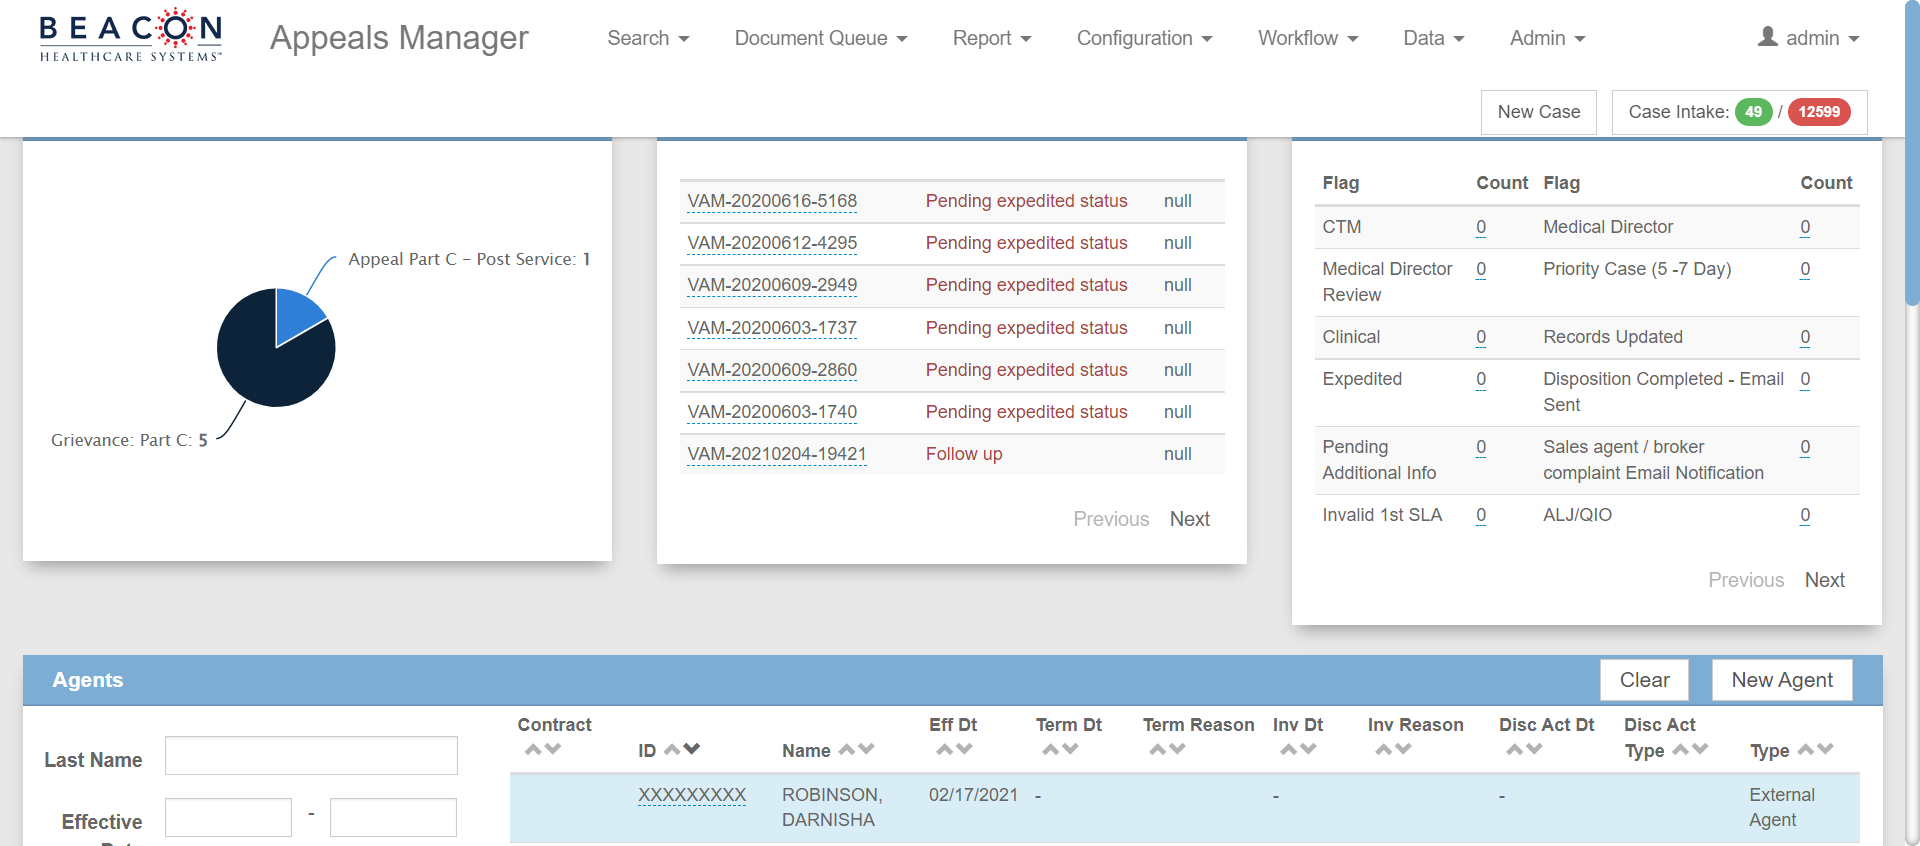 BEACON
HEALTHCARE SYSTEMS™
Appeals Manager
Search
Document Queue
Report
Configuration
Workflow
Data
Admin
admin
New Case
Case Intake: 49 / 12599
Appeal Part C - Post Service: 1
Grievance: Part C: 5
VAM-20200616-5168 Pending expedited status null
VAM-20200612-4295 Pending expedited status null
VAM-20200609-2949 Pending expedited status null
VAM-20200603-1737 Pending expedited status null
VAM-20200609-2860 Pending expedited status null
VAM-20200603-1740 Pending expedited status null
VAM-20210204-19421 Follow up null
Previous Next
Flag Count Flag Count
CTM 0 Medical Director 0
Medical Director 0 Priority Case (5 -7 Day) 0
Review
Clinical 0 Records Updated 0
Expedited 0 Disposition Completed - Email 0
Sent
Pending 0 Sales agent / broker 0
Additional Info complaint Email Notification
Invalid 1st SLA 0 ALJ/QIO 0
Previous Next
Agents
Clear
New Agent
Last Name
Effective
-
Contract ID Name Eff Dt Term Dt Term Reason Inv Dt Inv Reason Disc Act Dt Disc Act Type Type
XXXXXXXXX ROBINSON, 02/17/2021 - - - External
DARNISHA Agent